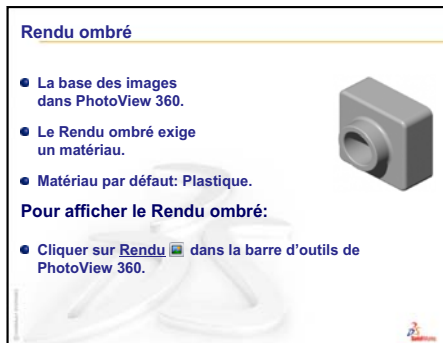 Rendu ombré
La base des images
dans PhotoView 360.
Le Rendu ombré exige
un matériau.
Matériau par défaut: Plastique.
Pour afficher le Rendu ombré:
Cliquer sur Rendu dans la barre d'outils de
PhotoView 360.
SolidWorks